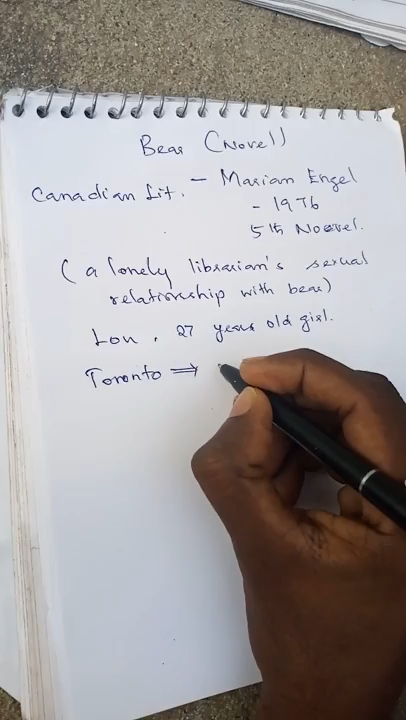 Bear (Novel)
Canadian Lit. - Marian Engel
- 1976
5th Noevel.
(a lonely librarian's sexual
relationship with bear)
Lou, 27 years old girl.
Toronto ⇒